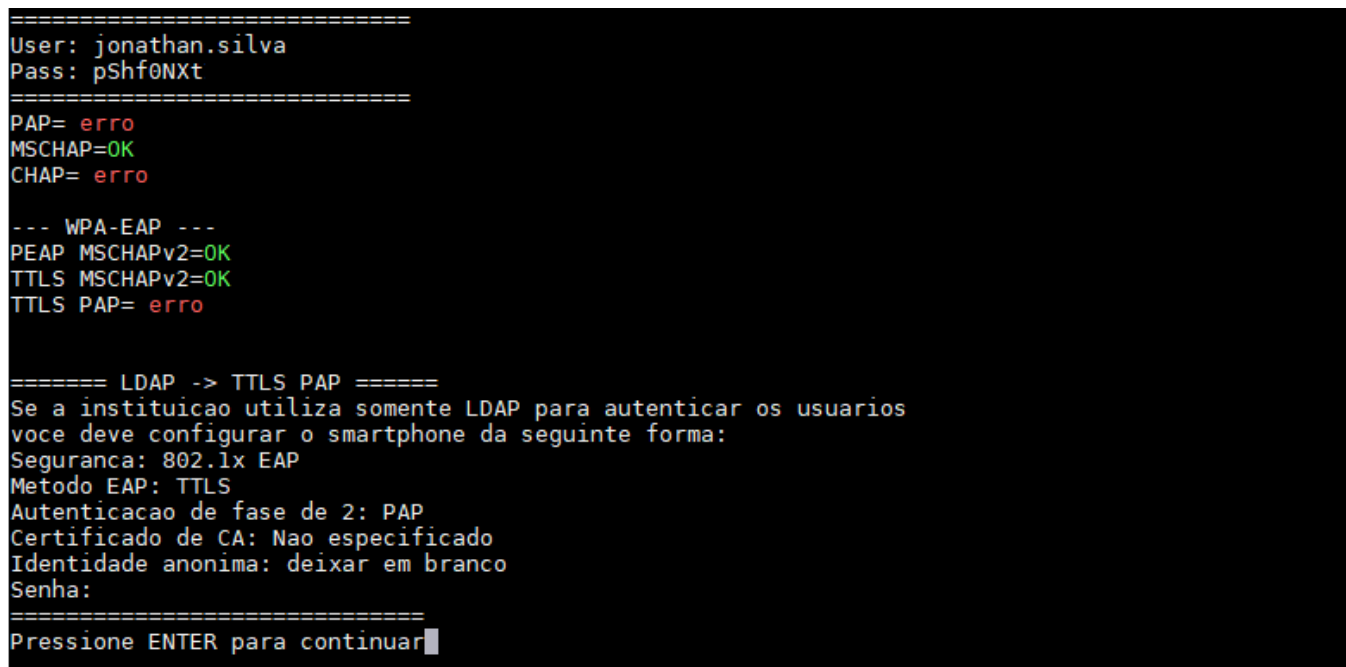 =============================
User: jonathan.silva
Pass: pShf0NXt
=============================
PAP= erro
MSCHAP=OK
CHAP= erro
--- WPA-EAP ---
PEAP MSCHAPv2=OK
TTLS MSCHAPv2=OK
TTLS PAP= erro
======= LDAP -> TTLS PAP ======
Se a instituicao utiliza somente LDAP para autenticar os usuarios
voce deve configurar o smartphone da seguinte forma:
Seguranca: 802.1x EAP
Metodo EAP: TTLS
Autenticacao de fase de 2: PAP
Certificado de CA: Nao especificado
Identidade anonima: deixar em branco
Senha:
==============================
Pressione ENTER para continuar